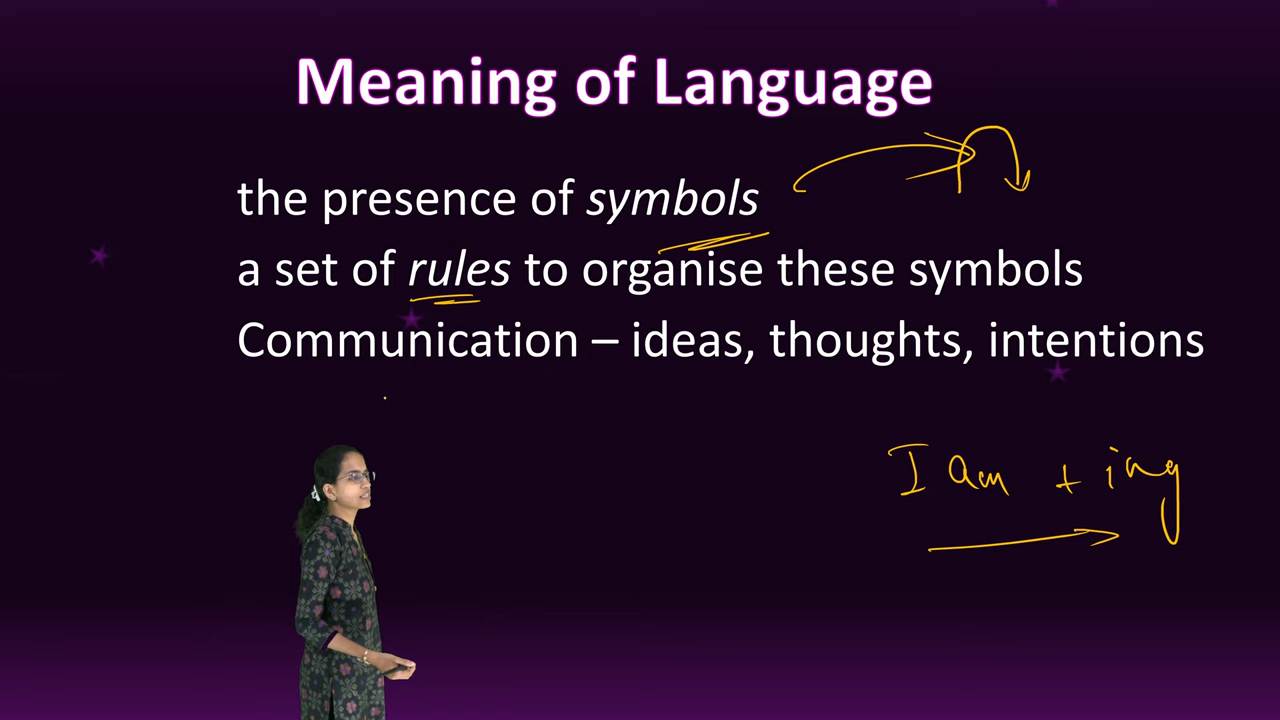 Meaning of Language
the presence of symbols
a set of rules to organise these symbols
Communication – ideas, thoughts, intentions
I am + ing